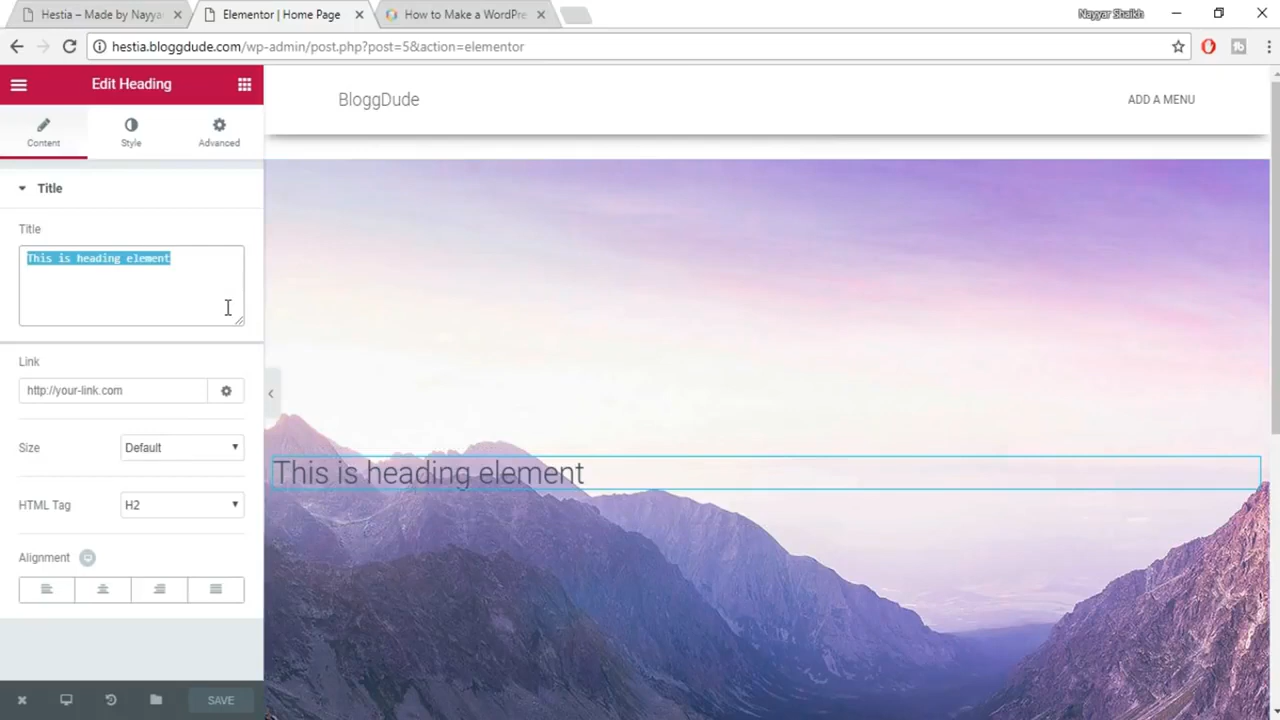 Hestia – Made by Nayya
Elementor | Home Page
How to Make a WordPre
Nayyar Shaikh
hestia.bloggdude.com/wp-admin/post.php?post=5&action=elementor
Edit Heading
BloggDude
ADD A MENU
Content
Style
Advanced
Title
Title
This is heading element
Link
http://your-link.com
This is heading element
Size
Default
HTML Tag
H2
Alignment
SAVE